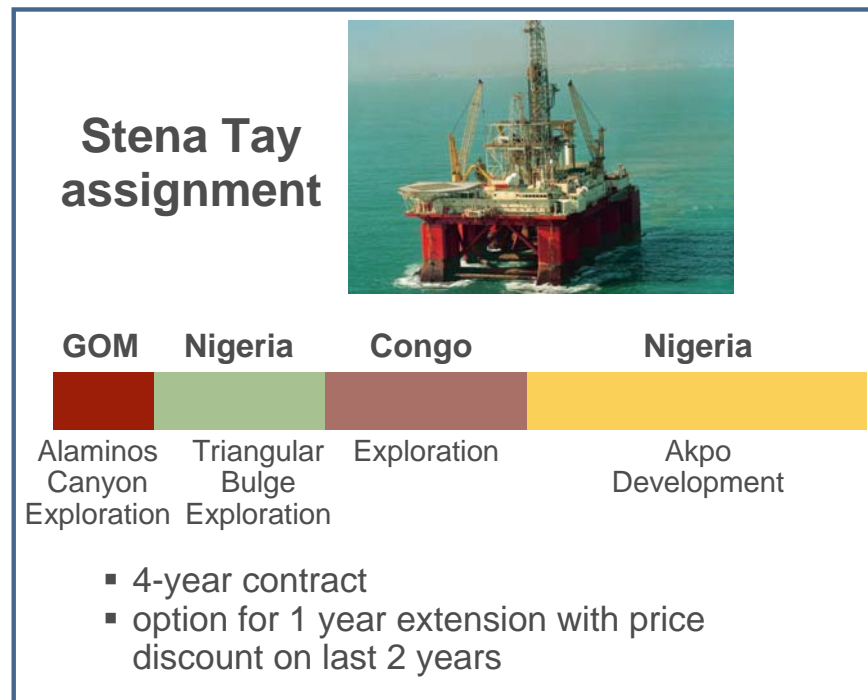 Stena Tay
assignment
GOM Nigeria Congo Nigeria
Alaminos Triangular Exploration Akpo
Canyon Bulge Development
Exploration Exploration
▪ 4-year contract
▪ option for 1 year extension with price
discount on last 2 years